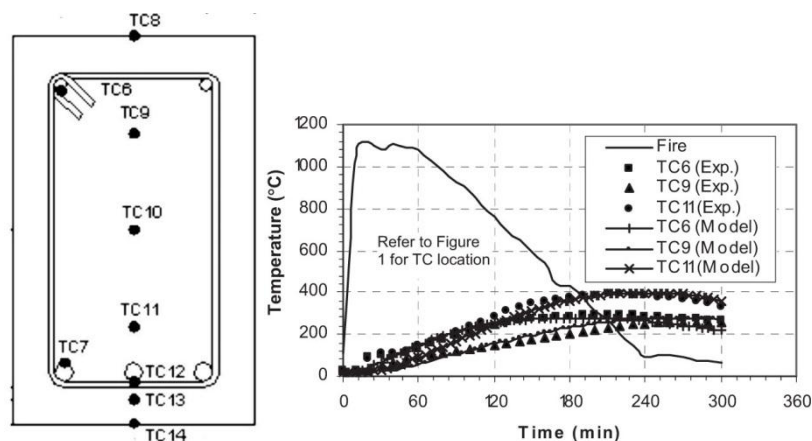 TC8
TC6
TC9
TC10
TC11
TC7
TC12
TC13
TC14
Temperature (°C)
1200
1000
800
600
400
200
0
Refer to Figure
1 for TC location
Fire
TC6 (Exp.)
TC9 (Exp.)
TC11 (Exp.)
TC6 (Model)
TC9 (Model)
TC11(Model)
0 60 120 180 240 300 360
Time (min)